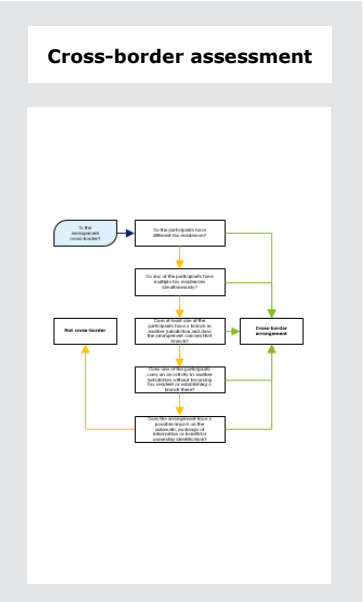 Cross-border assessment
Is the
arrangement
cross-border?
Do the participants have
different tax residences?
Do any of the participants have
multiple tax residencies
simultaneously?
Does at least one of the
participants have a branch in
another jurisdiction and does
the arrangement concern that
branch?
Not cross-border
Cross-border
arrangement
Does one of the participants
carry on an activity in another
jurisdiction without becoming
tax resident or establishing a
branch there?
Does the arrangement have a
possible impact on the
automatic exchange of
information or beneficial
ownership identification?